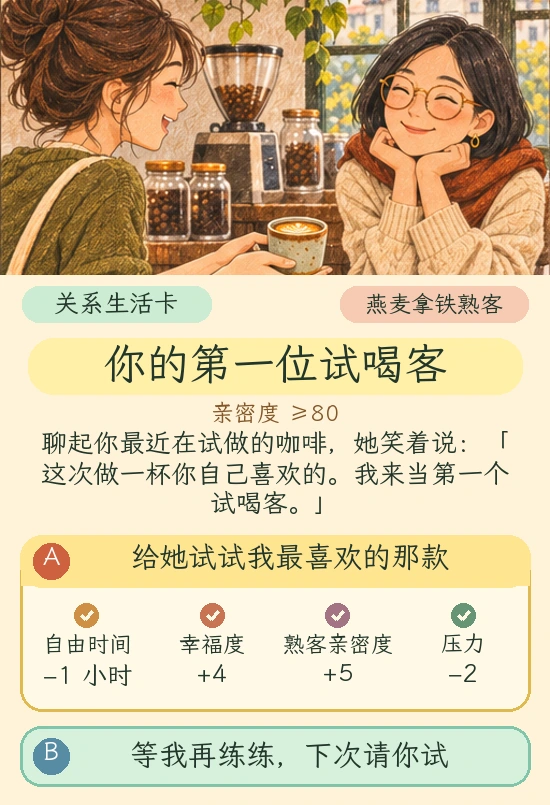 关系生活卡
燕麦拿铁熟客
你的第一位试喝客
亲密度 ≥80
聊起你最近在试做的咖啡，她笑着说：「
这次做一杯你自己喜欢的。我来当第一个
试喝客。」
A 给她试试我最喜欢的那款
自由时间 幸福度 熟客亲密度 压力
-1 小时 +4 +5 -2
B 等我再练练，下次请你试